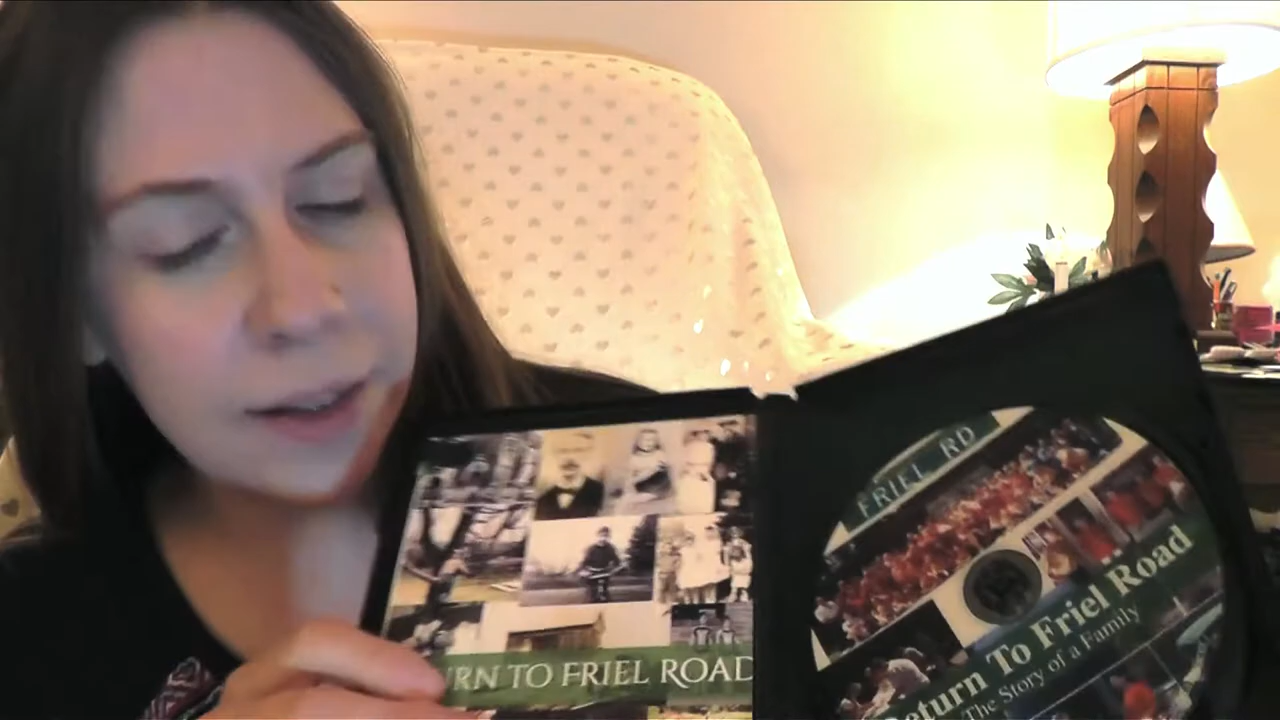 URN TO FRIEL ROAD
FRIEL RD
Return To Friel Road
The Story of a Family